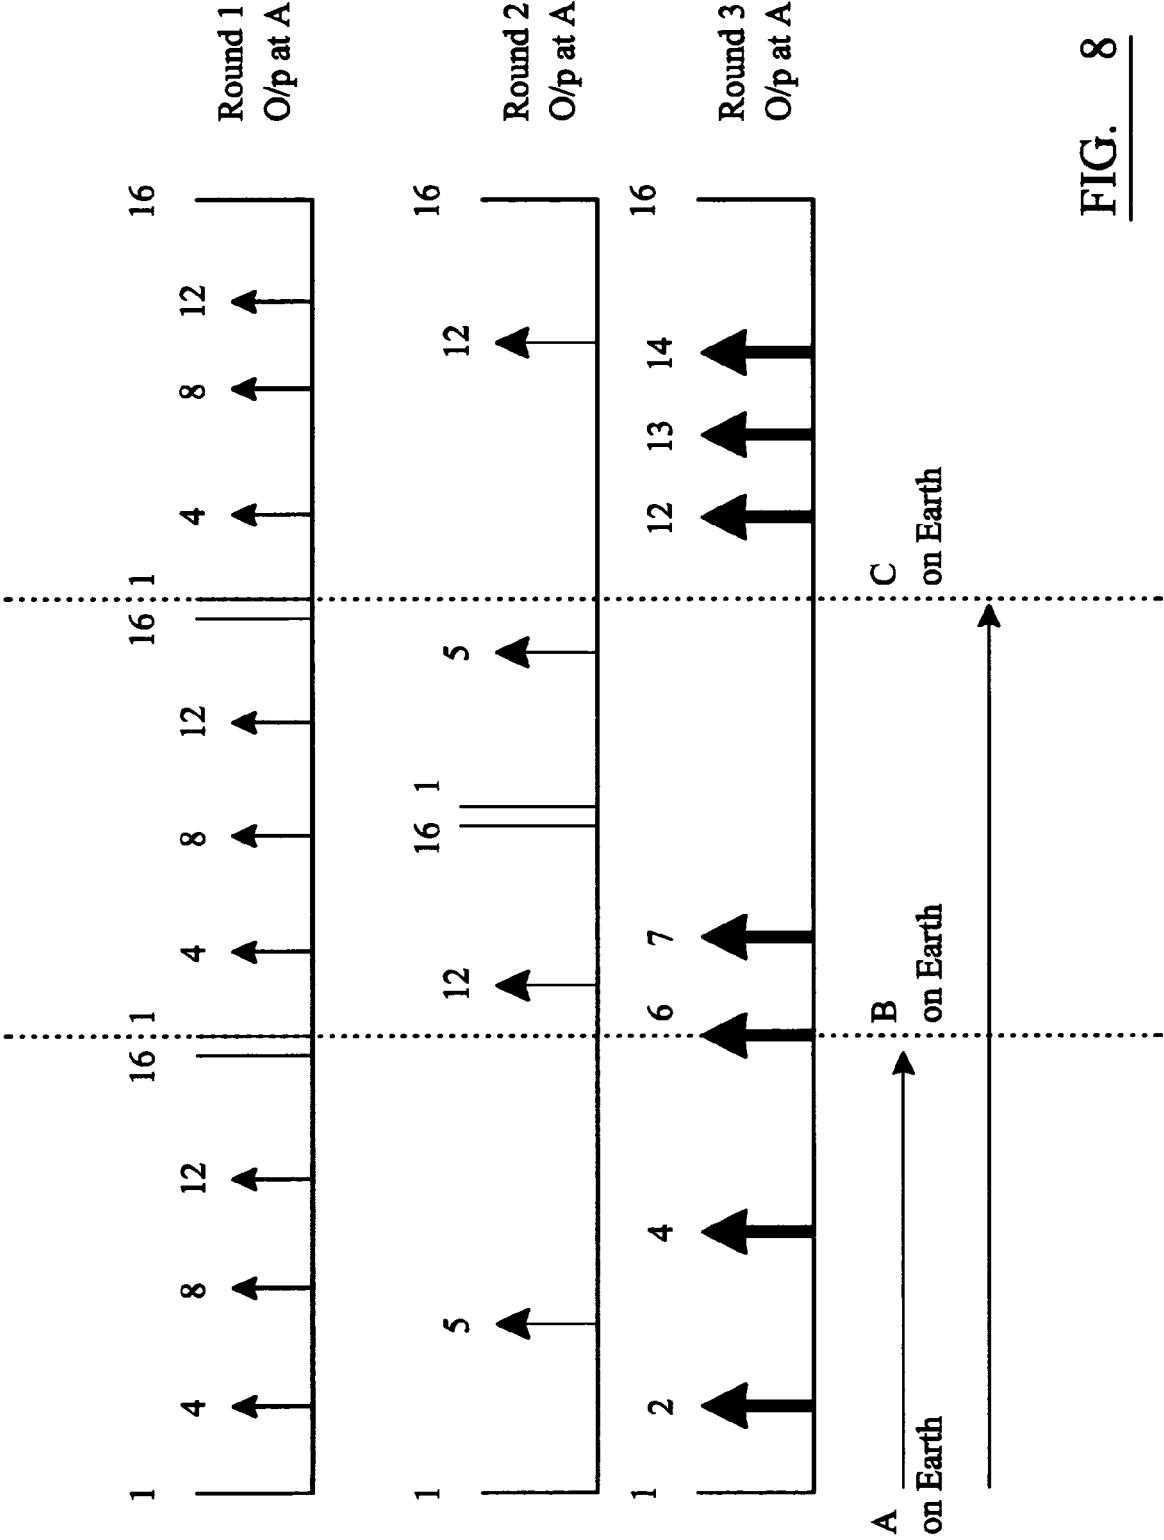 1 16 1 16 1 16
4 8 12 4 8 12 4 8 12
Round 1
O/p at A
1 16 1 16
5 12 5 12
Round 2
O/p at A
1 16
2 4 6 7 12 13 14
Round 3
O/p at A
A B C
on Earth on Earth on Earth
FIG. 8